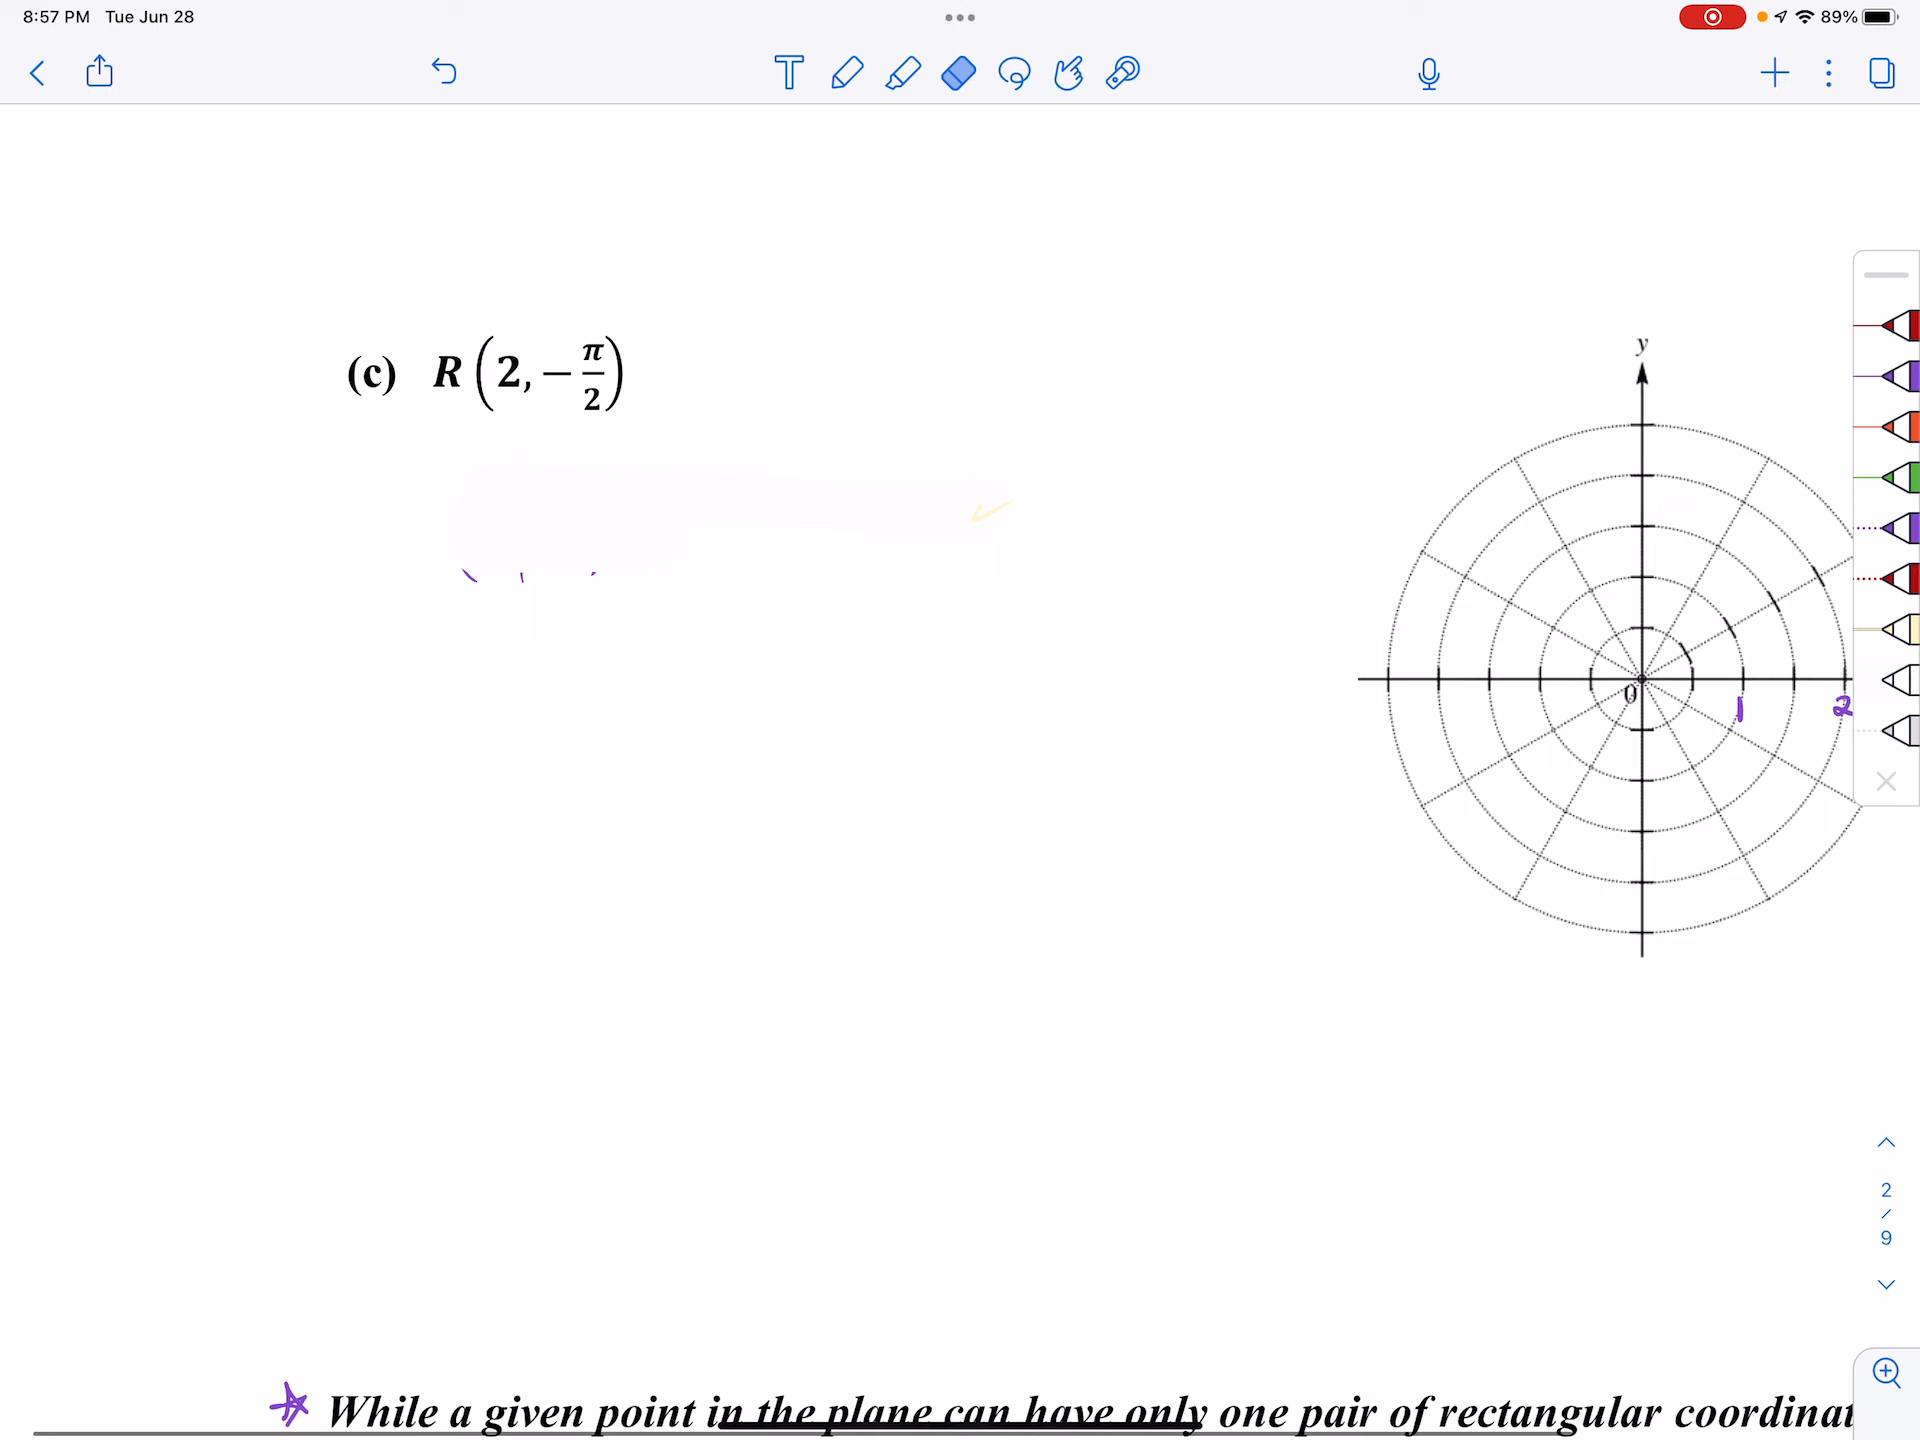 8:57 PM Tue Jun 28
89%
T
(c) R (2, −π/2)
y
0
1
2
2
/
9
While a given point in the plane can have only one pair of rectangular coordinat